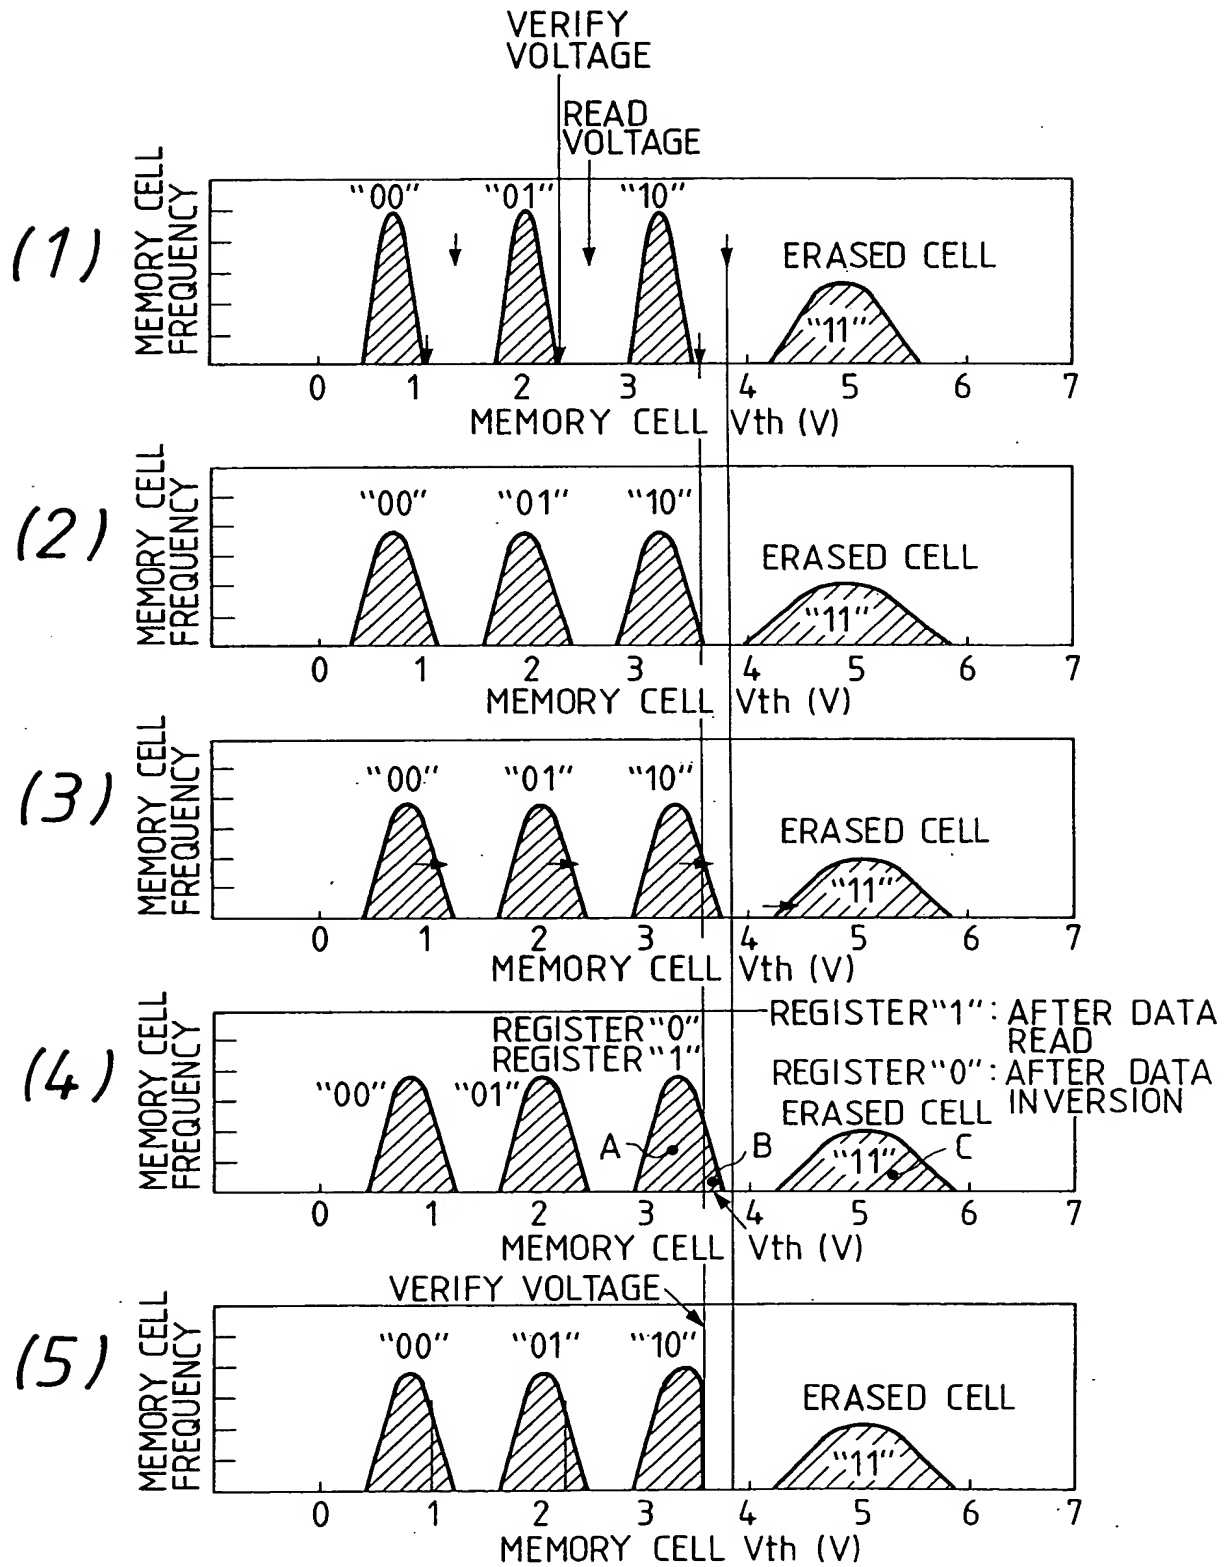 VERIFY
VOLTAGE
READ
VOLTAGE
(1)
MEMORY CELL
FREQUENCY
"00" "01" "10"
ERASED CELL
"11"
0 1 2 3 4 5 6 7
MEMORY CELL Vth (V)
(2)
MEMORY CELL
FREQUENCY
"00" "01" "10"
ERASED CELL
"11"
0 1 2 3 4 5 6 7
MEMORY CELL Vth (V)
(3)
MEMORY CELL
FREQUENCY
"00" "01" "10"
ERASED CELL
"11"
0 1 2 3 4 5 6 7
MEMORY CELL Vth (V)
(4)
MEMORY CELL
FREQUENCY
REGISTER "0"
REGISTER "1"
REGISTER "1" : AFTER DATA
READ
REGISTER "0" : AFTER DATA
INVERSION
"00" "01"
ERASED CELL
A B "11" C
0 1 2 3 4 5 6 7
MEMORY CELL Vth (V)
VERIFY VOLTAGE
(5)
MEMORY CELL
FREQUENCY
"00" "01" "10"
ERASED CELL
"11"
0 1 2 3 4 5 6 7
MEMORY CELL Vth (V)